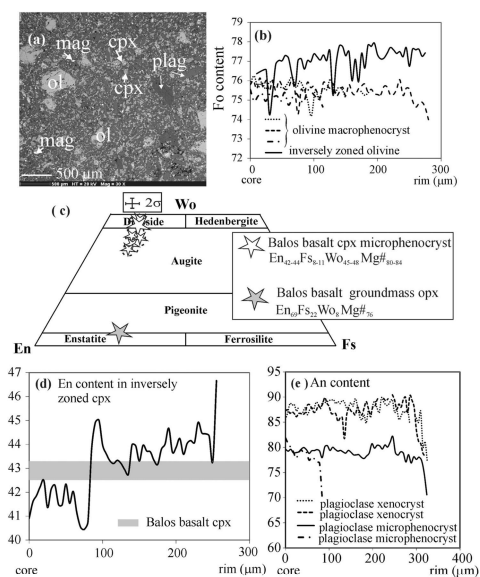 (a)
mag
cpx
plag
ol
cpx
ol
mag
500 μm
(b)
Fo content
80
79
78
77
76
75
74
73
72
0 100 200 300
core rim (μm)
olivine macrophenocryst
inversely zoned olivine
(c)
2σ
Wo
Hedenbergite
Augite
Pigeonite
Enstatite
Ferrosilite
En
Fs
Balos basalt cpx microphenocryst
En42-44Fs8-11Wo45-48Mg#80-84
Balos basalt groundmass opx
En69Fs22Wo8Mg#76
(d) En content in inversely
zoned cpx
47
46
45
44
43
42
41
40
Balos basalt cpx
0 100 200 300
core rim (μm)
(e) An content
95
90
85
80
75
70
65
60
plagioclase xenocryst
plagioclase xenocryst
plagioclase microphenocryst
plagioclase microphenocryst
0 100 200 300 400
core rim (μm)